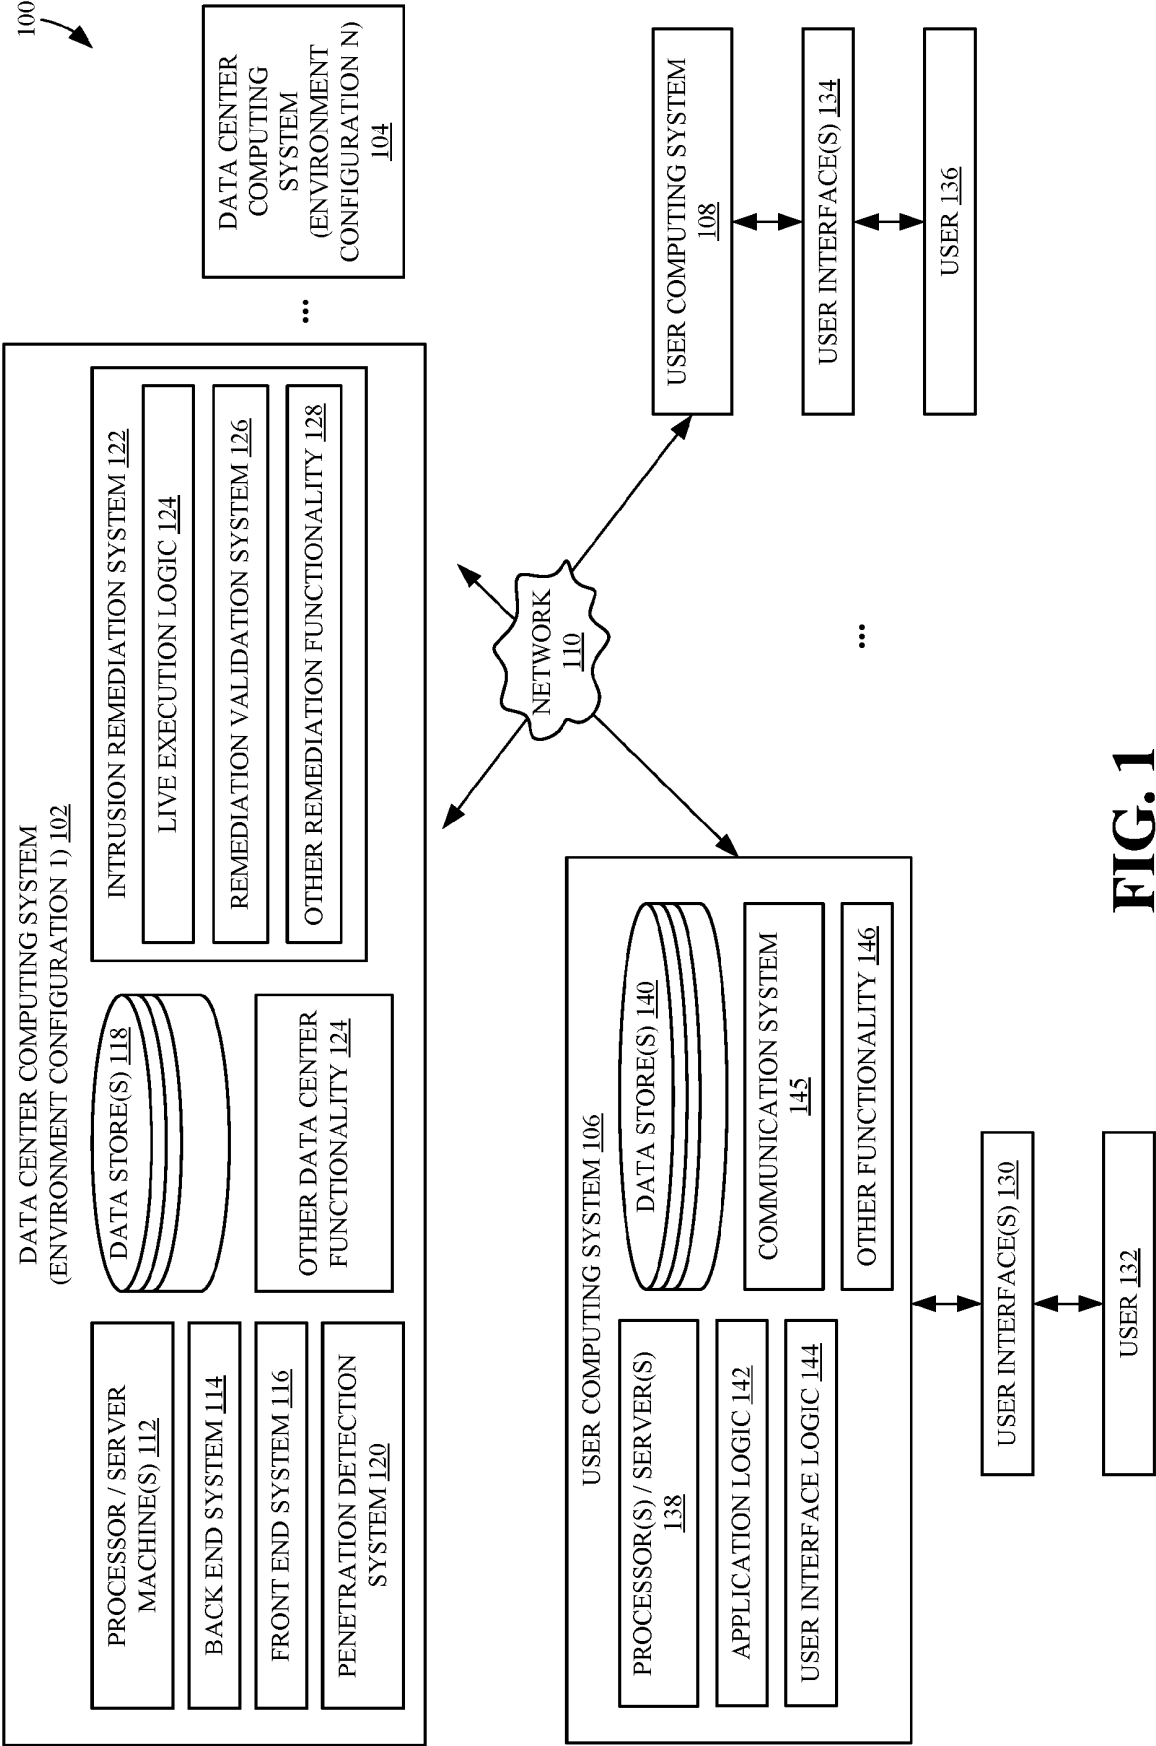 100
DATA CENTER COMPUTING SYSTEM
(ENVIRONMENT CONFIGURATION 1) 102
PROCESSOR / SERVER
MACHINE(S) 112
BACK END SYSTEM 114
FRONT END SYSTEM 116
PENETRATION DETECTION
SYSTEM 120
DATA STORE(S) 118
OTHER DATA CENTER
FUNCTIONALITY 124
INTRUSION REMEDIATION SYSTEM 122
LIVE EXECUTION LOGIC 124
REMEDIATION VALIDATION SYSTEM 126
OTHER REMEDIATION FUNCTIONALITY 128
...
DATA CENTER
COMPUTING
SYSTEM
(ENVIRONMENT
CONFIGURATION N)
104
NETWORK
110
USER COMPUTING SYSTEM 106
PROCESSOR(S) / SERVER(S)
138
APPLICATION LOGIC 142
USER INTERFACE LOGIC 144
DATA STORE(S) 140
COMMUNICATION SYSTEM
145
OTHER FUNCTIONALITY 146
USER INTERFACE(S) 130
USER 132
...
USER COMPUTING SYSTEM
108
USER INTERFACE(S) 134
USER 136
FIG. 1